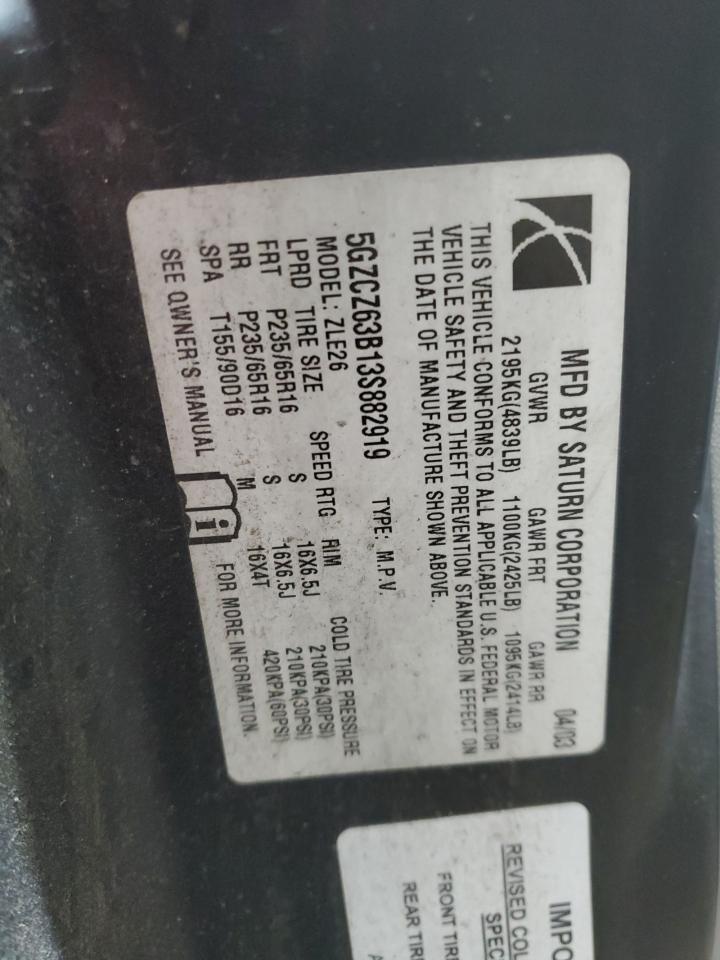 MFD BY SATURN CORPORATION 04/03
GVWR GAWR FRT GAWR RR
2195KG(4839LB) 1100KG(2425LB) 1095KG(2414LB)
THIS VEHICLE CONFORMS TO ALL APPLICABLE U.S. FEDERAL MOTOR
VEHICLE SAFETY AND THEFT PREVENTION STANDARDS IN EFFECT ON
THE DATE OF MANUFACTURE SHOWN ABOVE.
5GZCZ63B13S882919 TYPE: M.P.V.
MODEL: ZLE26
LPRD TIRE SIZE SPEED RTG RIM COLD TIRE PRESSURE
FRT P235/65R16 S 16X6.5J 210KPA(30PSI)
RR P235/65R16 S 16X6.5J 210KPA(30PSI)
SPA T155/90D16 M 16X4T 420KPA(60PSI)
SEE OWNER'S MANUAL i FOR MORE INFORMATION.
IMPO
REVISED COL
SPEC
FRONT TIR
REAR TIR